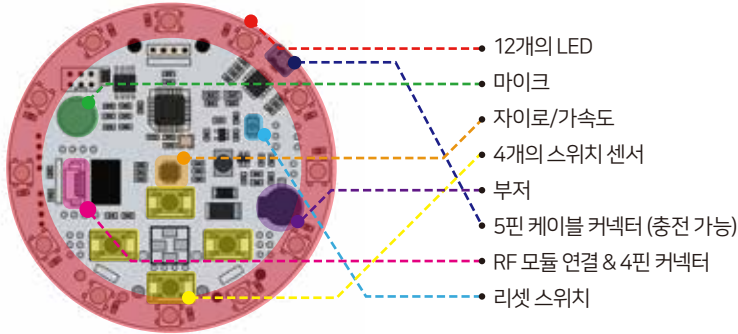 12개의 LED
마이크
자이로/가속도
4개의 스위치 센서
부저
5핀 케이블 커넥터 (충전 가능)
RF 모듈 연결 & 4핀 커넥터
리셋 스위치